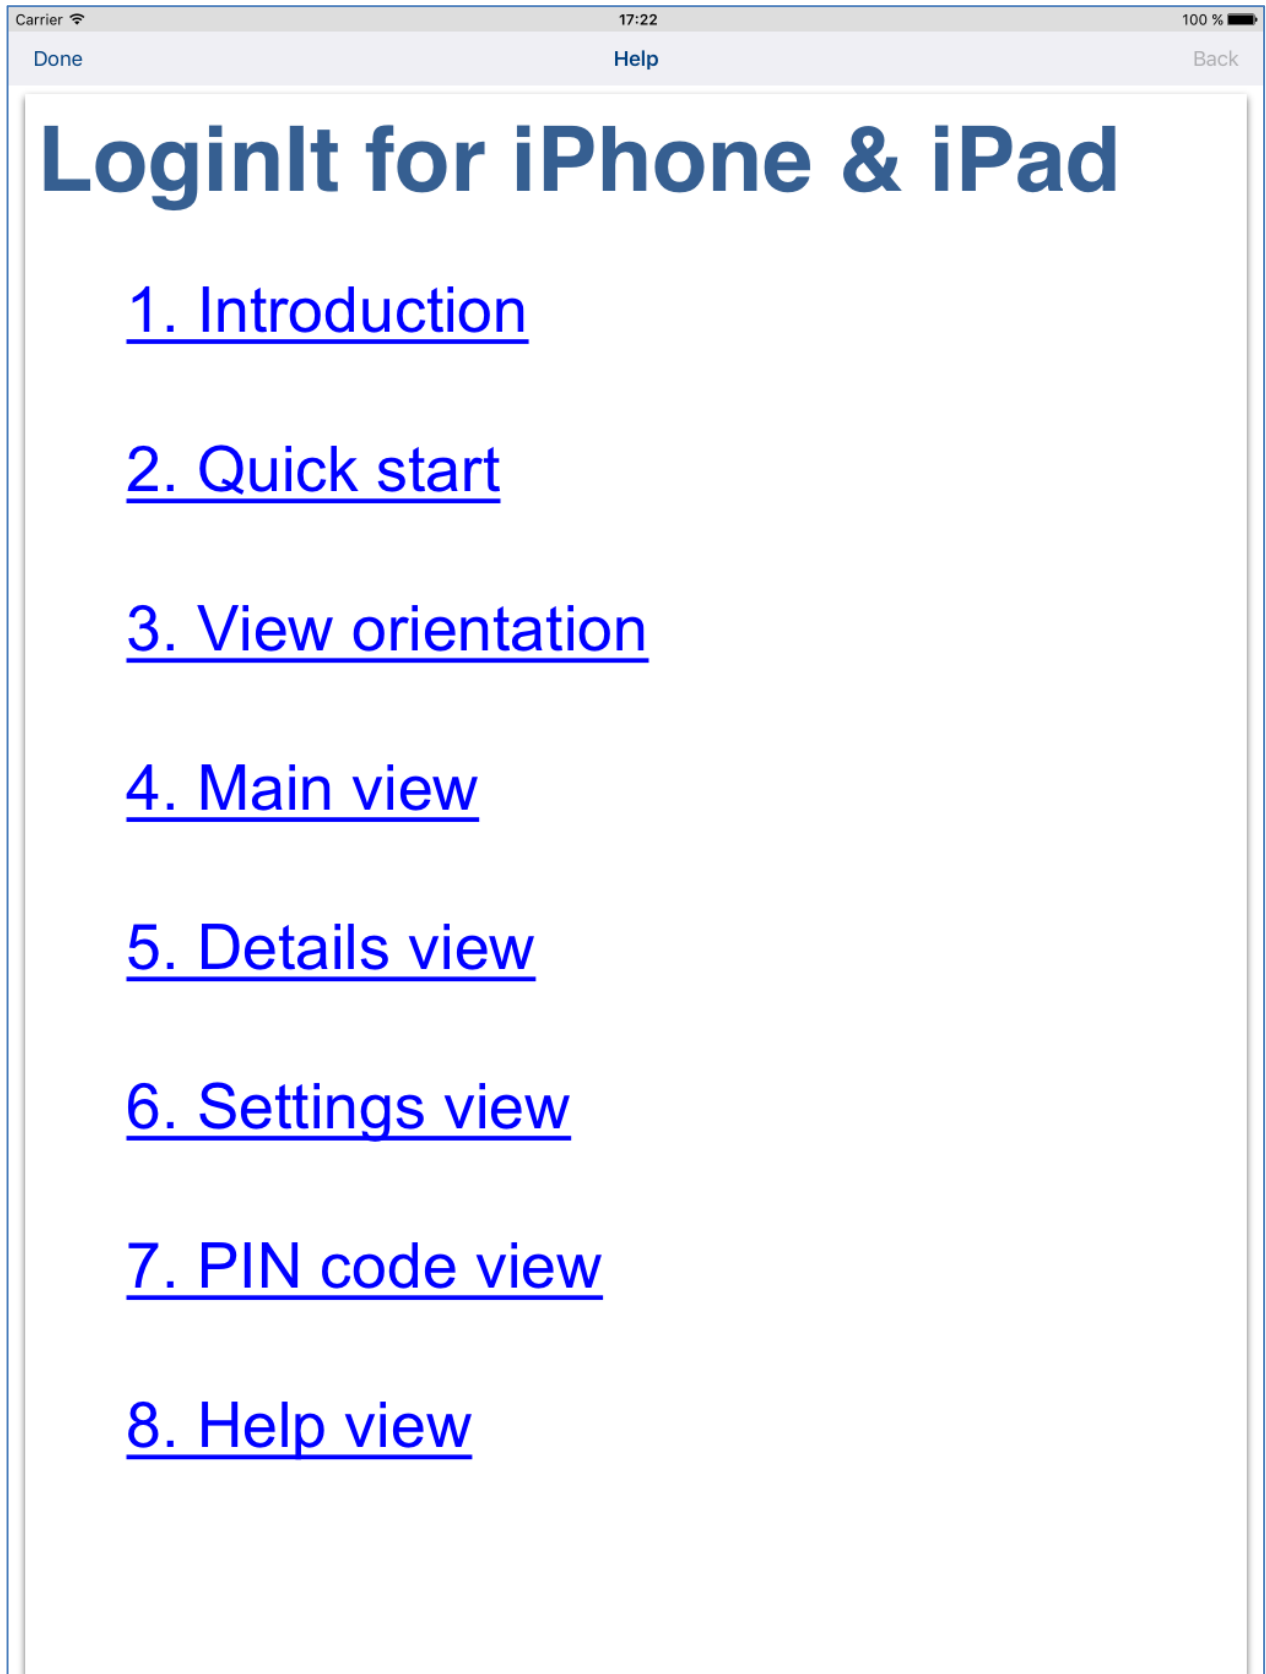 Carrier 17:22 100 %
Done Help Back
LoginIt for iPhone & iPad
1. Introduction
2. Quick start
3. View orientation
4. Main view
5. Details view
6. Settings view
7. PIN code view
8. Help view